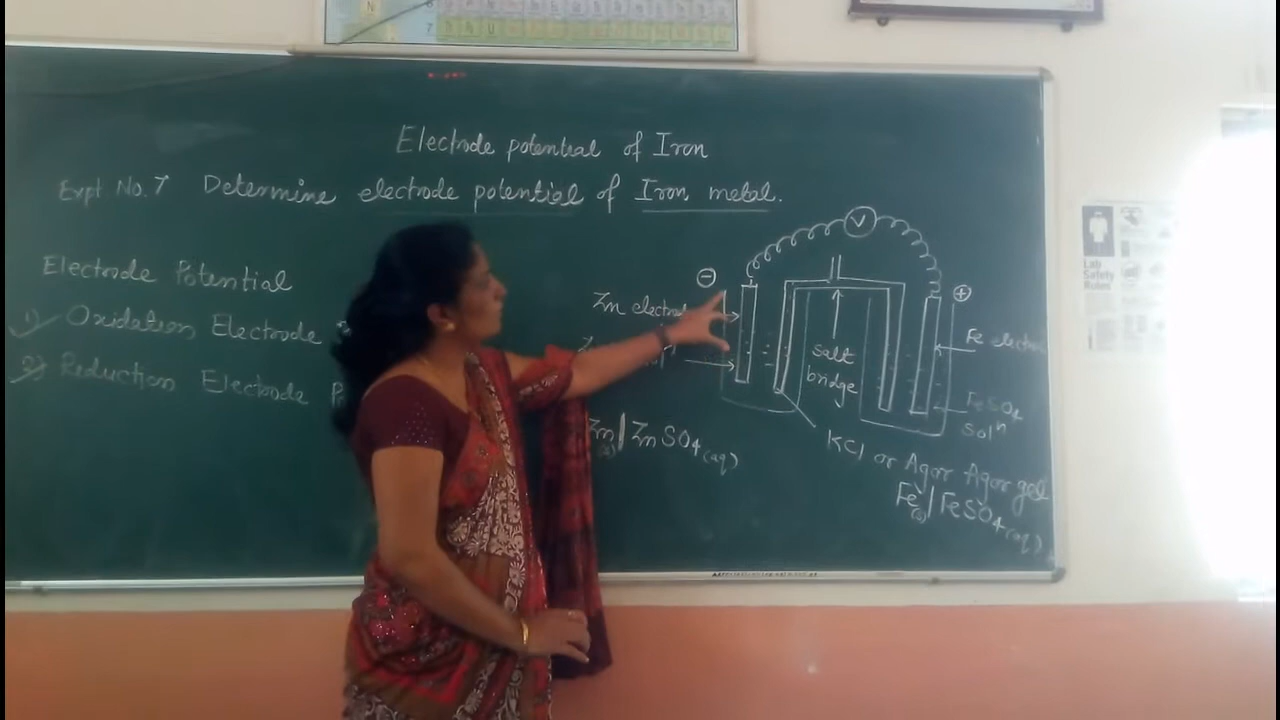 Electrode potential of Iron
Expt No. 7 Determine electrode potential of Iron metal.
Electrode Potential
1) Oxidation Electrode
2) Reduction Electrode
Zn
Zn(s) | ZnSO4(aq)
V
⊖
⊕
Salt
bridge
Fe
FeSO4
Solⁿ
KCl or Agar Agar gel
Fe(s) | FeSO4(aq)
Lab
Safety
Rules
N
6
7